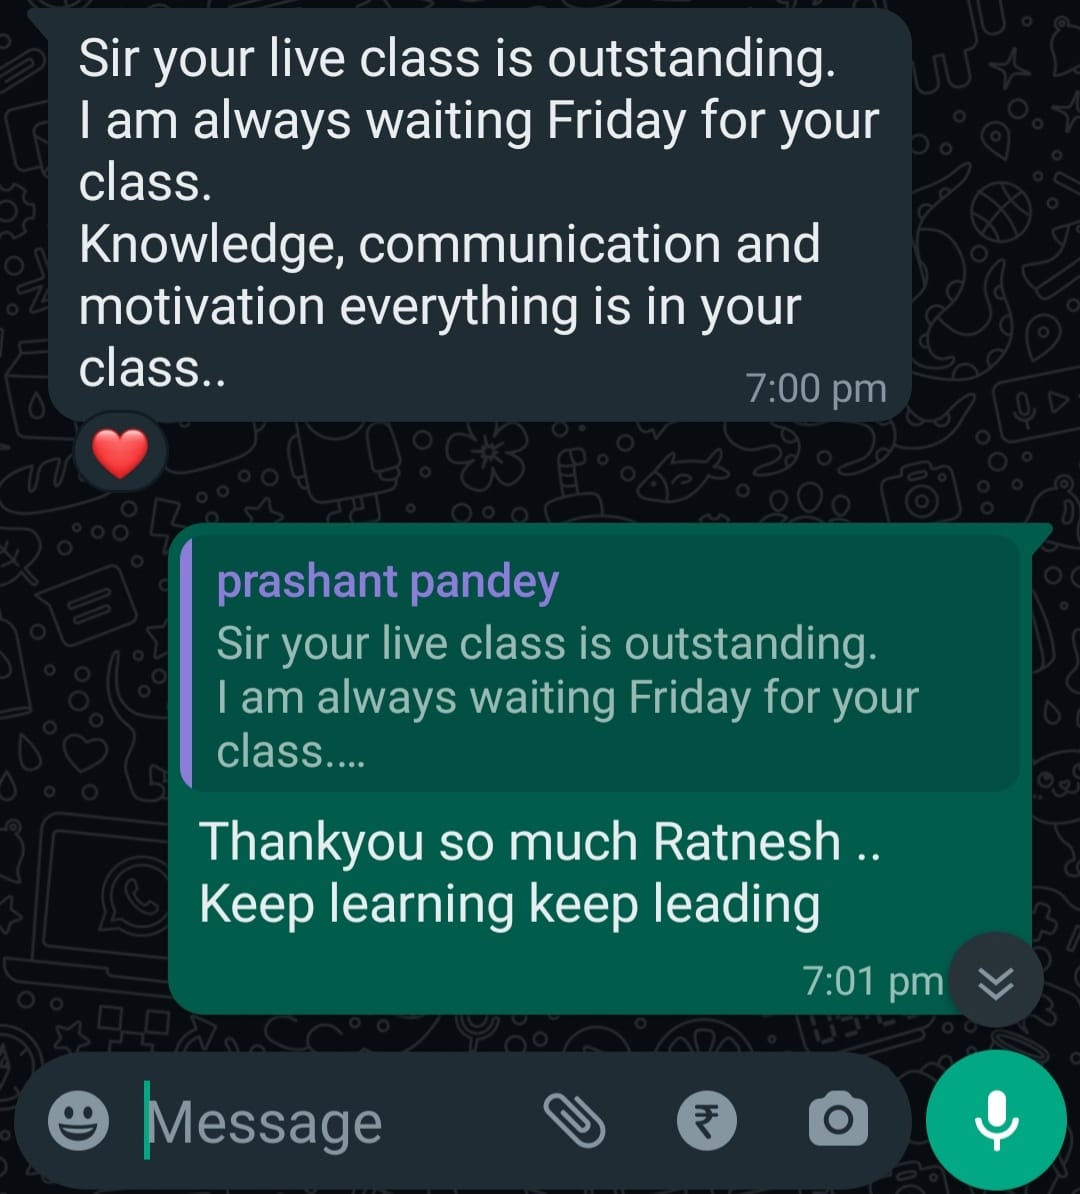 Sir your live class is outstanding.
I am always waiting Friday for your
class.
Knowledge, communication and
motivation everything is in your
class..
7:00 pm
prashant pandey
Sir your live class is outstanding.
I am always waiting Friday for your
class....
Thankyou so much Ratnesh ..
Keep learning keep leading
7:01 pm
Message